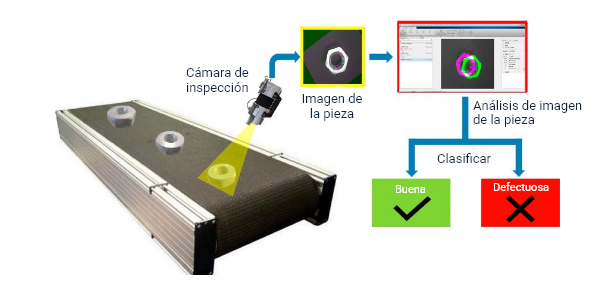 Cámara de
inspección
Imagen de
la pieza
Análisis de imagen
de la pieza
Clasificar
Buena
Defectuosa